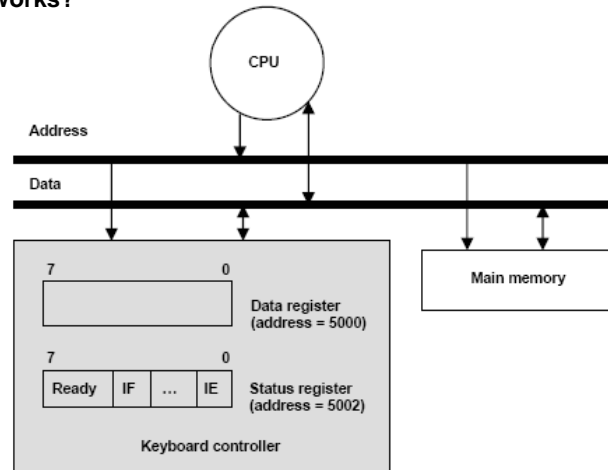 works?
CPU
Address
Data
7 0
Data register
(address = 5000)
Main memory
7 0
Ready IF ... IE
Status register
(address = 5002)
Keyboard controller